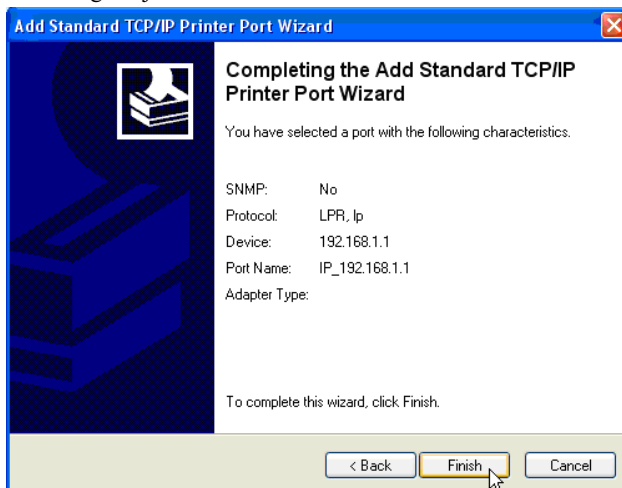 Add Standard TCP/IP Printer Port Wizard
Completing the Add Standard TCP/IP
Printer Port Wizard
You have selected a port with the following characteristics.
SNMP: No
Protocol: LPR, lp
Device: 192.168.1.1
Port Name: IP_192.168.1.1
Adapter Type:
To complete this wizard, click Finish.
< Back Finish Cancel